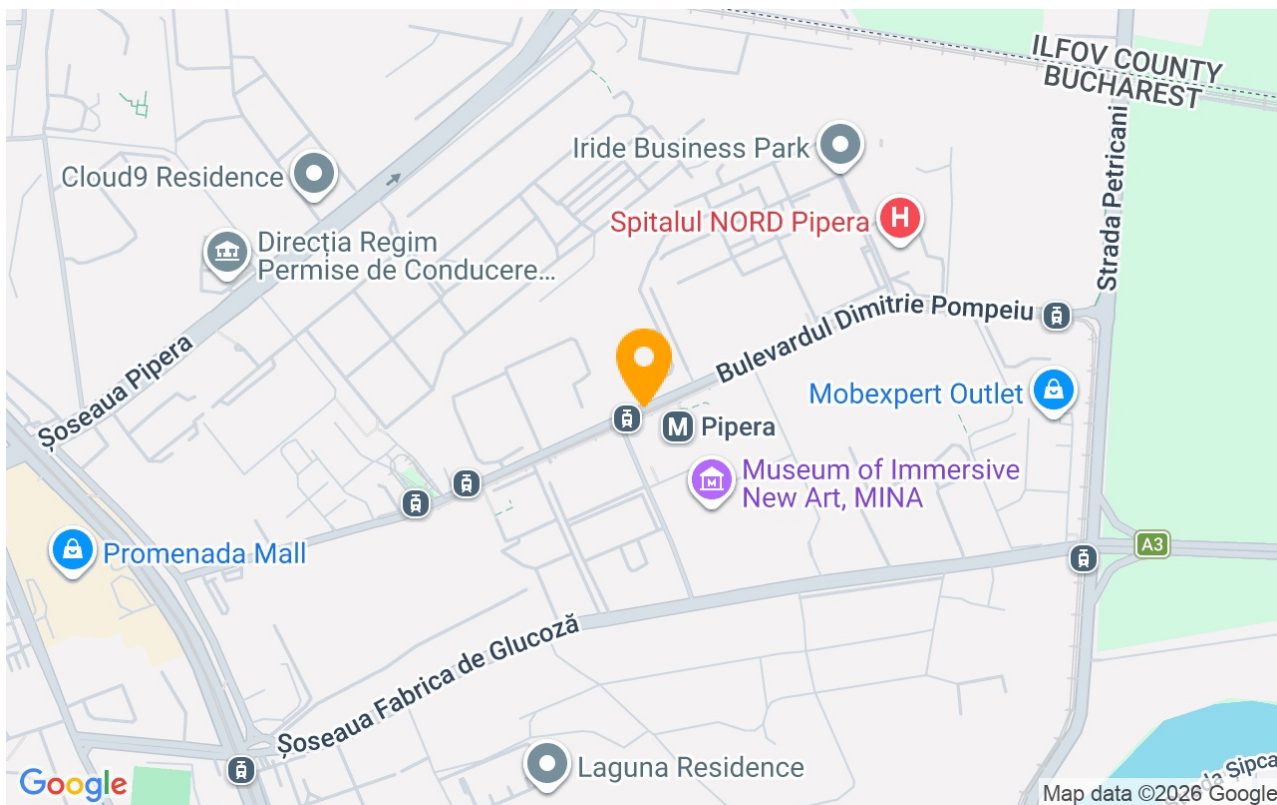 ILFOV COUNTY
BUCHAREST
Strada Petricani
Iride Business Park
Cloud9 Residence
Spitalul NORD Pipera
H
Direcția Regim
Permise de Conducere...
Bulevardul Dimitrie Pompeiu
Șoseaua Pipera
Mobexpert Outlet
M Pipera
Museum of Immersive
New Art, MINA
Promenada Mall
A3
Șoseaua Fabrica de Glucoză
Laguna Residence
Google
Map data ©2026 Google